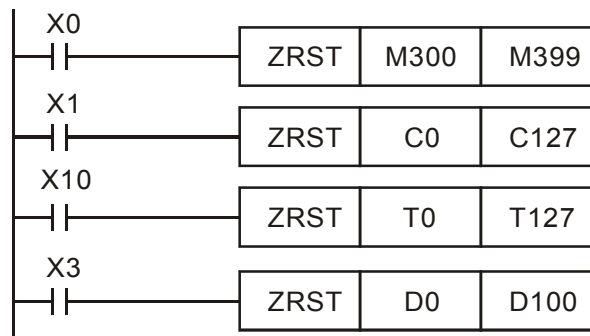 X0
ZRST M300 M399
X1
ZRST C0 C127
X10
ZRST T0 T127
X3
ZRST D0 D100